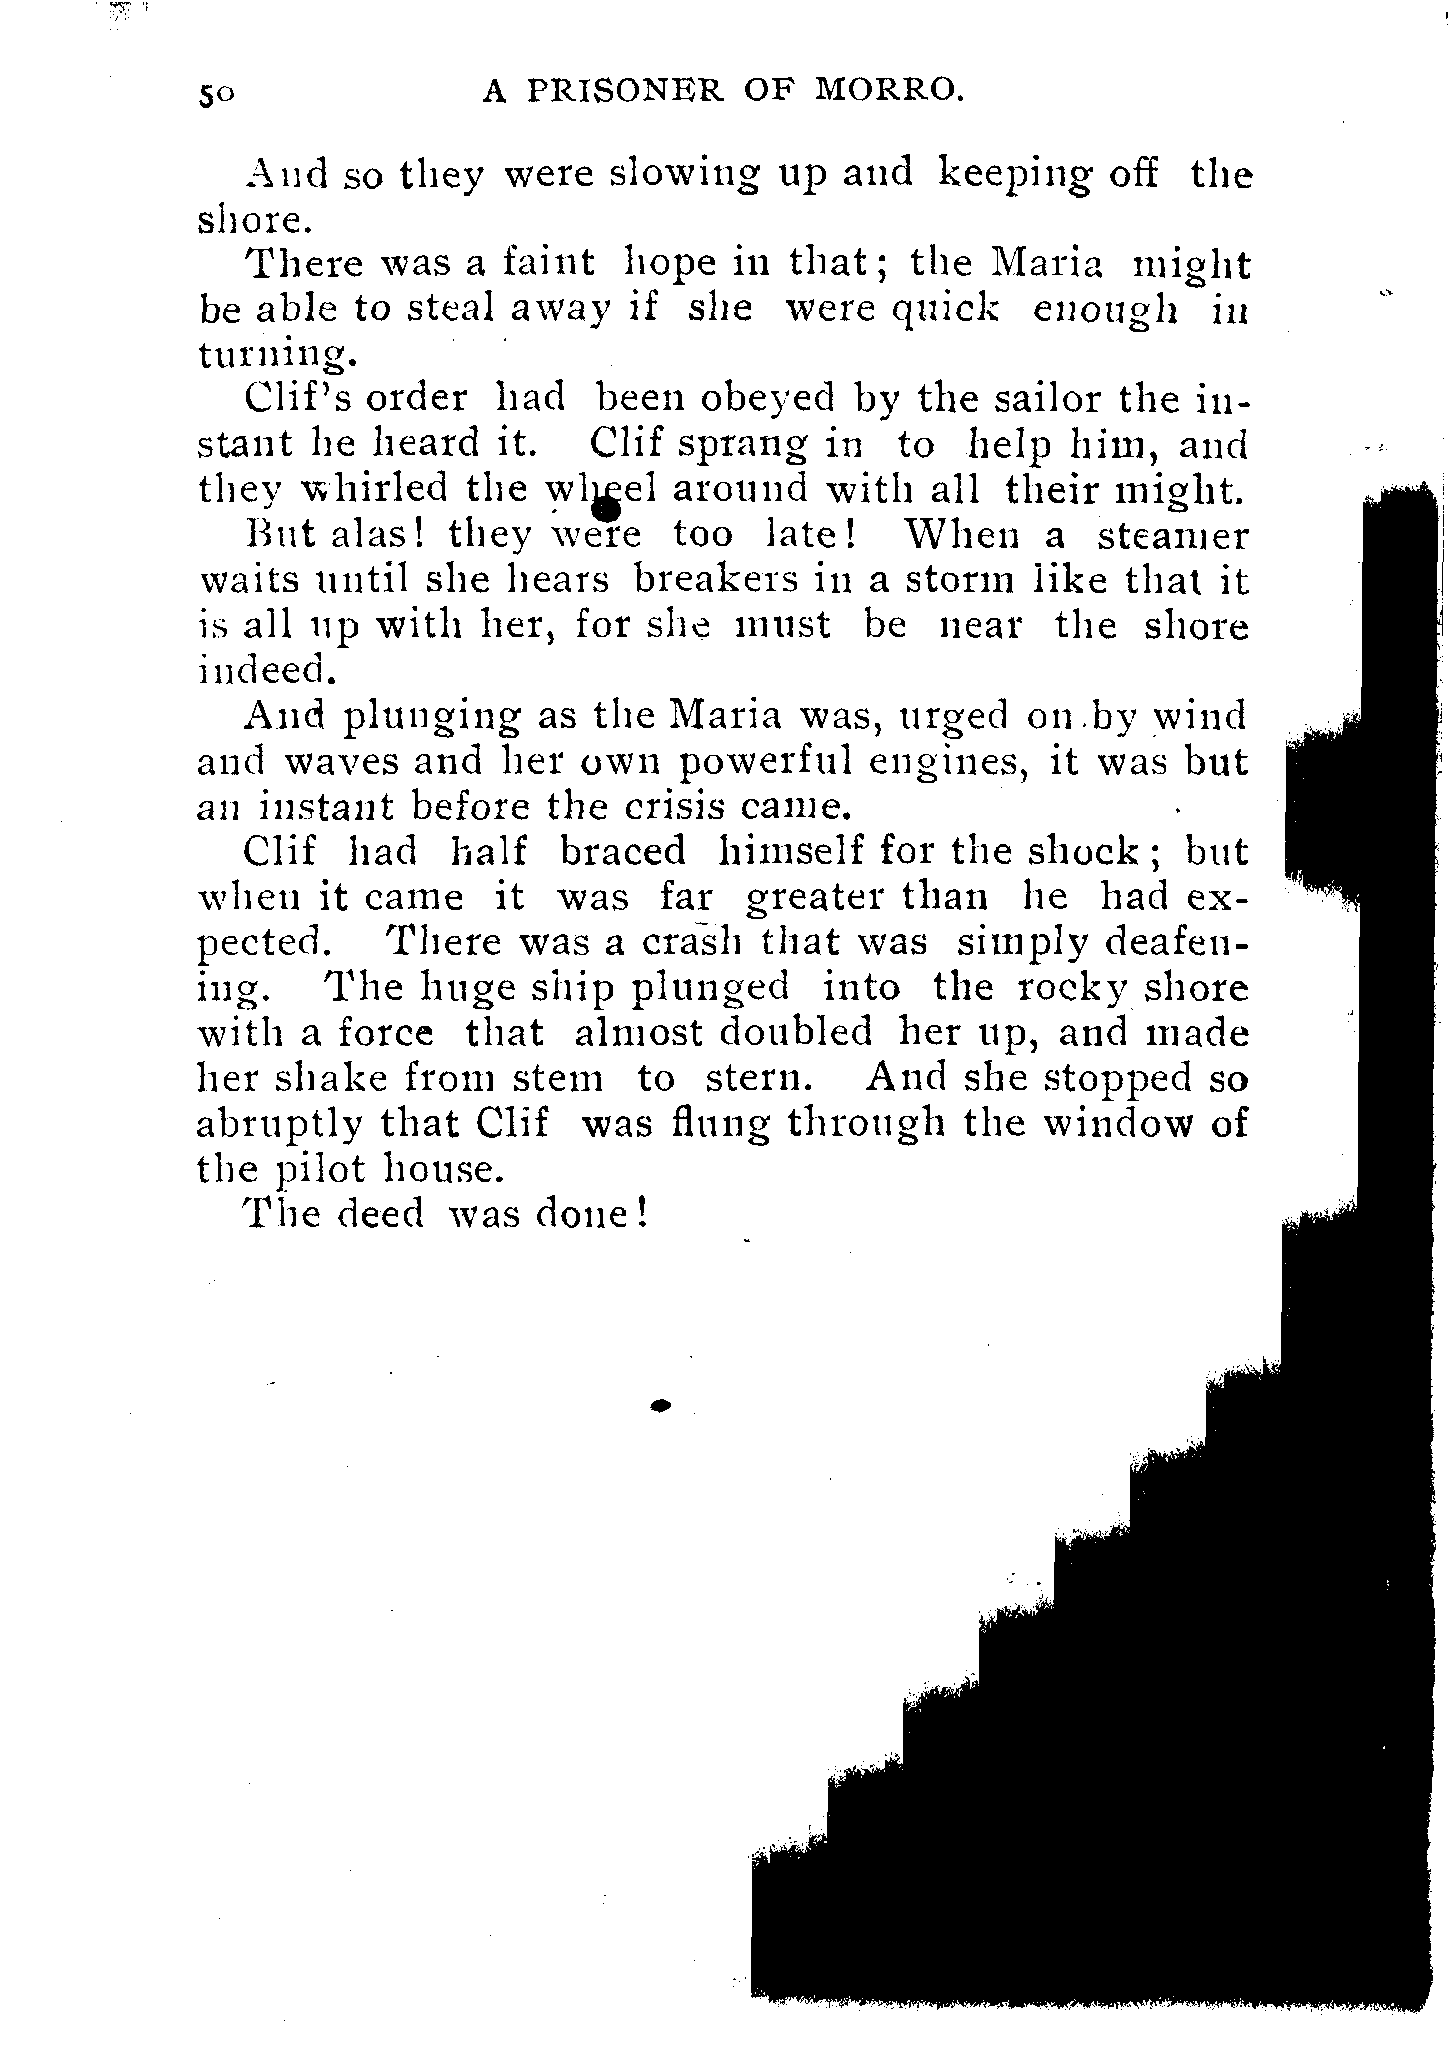 50 A PRISONER OF MORRO.
And so they were slowing up and keeping off the
shore.
There was a faint hope in that; the Maria might
be able to steal away if she were quick enough in
turning.
Clif's order had been obeyed by the sailor the in-
stant he heard it. Clif sprang in to help him, and
they whirled the wheel around with all their might.
But alas! they were too late! When a steamer
waits until she hears breakers in a storm like that it
is all up with her, for she must be near the shore
indeed.
And plunging as the Maria was, urged on by wind
and waves and her own powerful engines, it was but
an instant before the crisis came.
Clif had half braced himself for the shock; but
when it came it was far greater than he had ex-
pected. There was a crash that was simply deafen-
ing. The huge ship plunged into the rocky shore
with a force that almost doubled her up, and made
her shake from stem to stern. And she stopped so
abruptly that Clif was flung through the window of
the pilot house.
The deed was done!